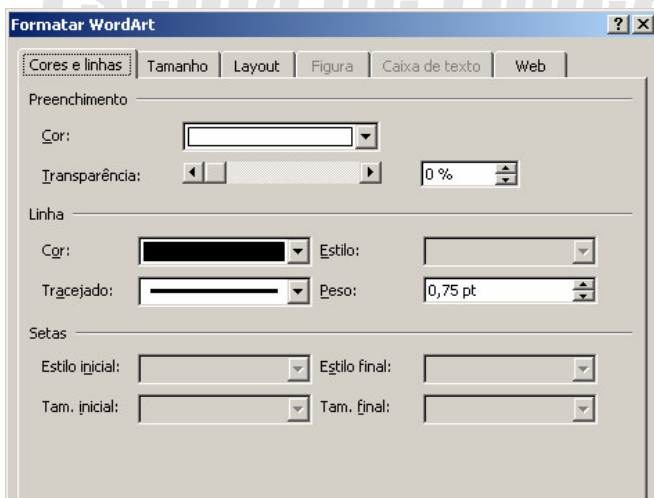 Formatar WordArt
Cores e linhas Tamanho Layout Figura Caixa de texto Web
Preenchimento
Cor:
Transparência: 0 %
Linha
Cor: Estilo:
Tracejado: Peso: 0,75 pt
Setas
Estilo inicial: Estilo final:
Tam. inicial: Tam. final: